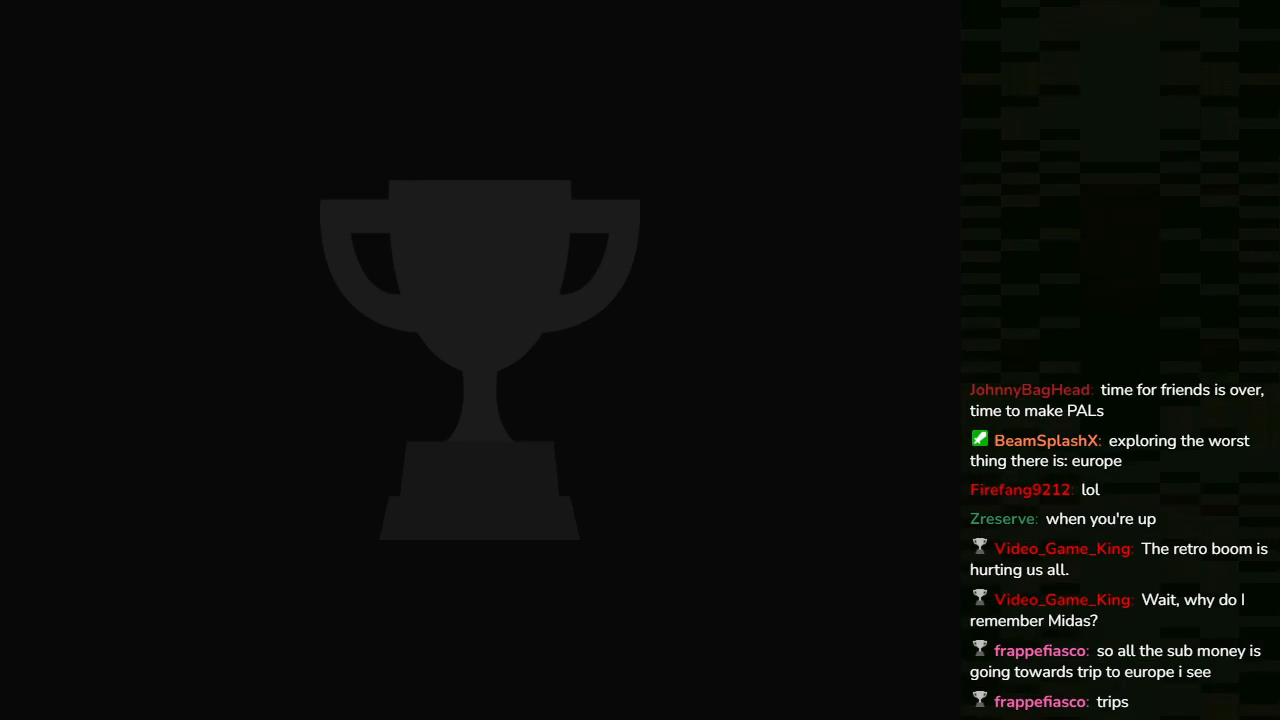 JohnnyBagHead: time for friends is over,
time to make PALs
BeamSplashX: exploring the worst
thing there is: europe
Firefang9212: lol
Zreserve: when you're up
Video_Game_King: The retro boom is
hurting us all.
Video_Game_King: Wait, why do I
remember Midas?
frappefiasco: so all the sub money is
going towards trip to europe i see
frappefiasco: trips